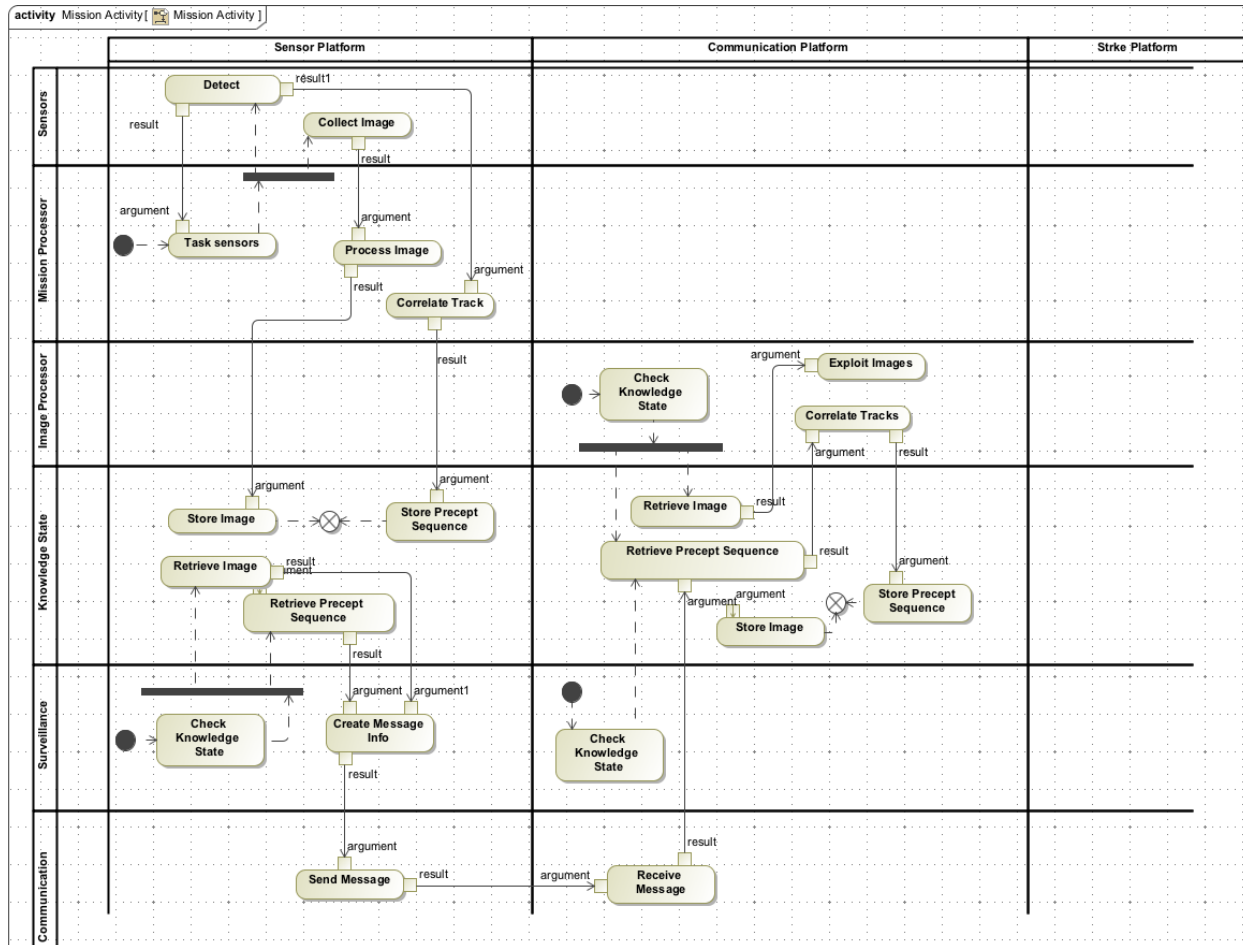 activity Mission Activity [ Mission Activity ]
Sensor Platform
Communication Platform
Strke Platform
Sensors
Detect
result1
result
Collect Image
result
Mission Processor
argument
argument
Task sensors
Process Image
argument
result
Correlate Track
result
Image Processor
argument
Exploit Images
Check
Knowledge
State
Correlate Tracks
argument
result
Knowledge State
argument
argument
Store Image
Store Precept
Sequence
result
Retrieve Image
Retrieve Image
result
ment
Retrieve Precept
Sequence
result
Retrieve Precept Sequence
result
argument
argument
argument
Store Precept
Sequence
Store Image
Surveillance
argument
argument1
Check
Knowledge
State
Create Message
Info
result
Check
Knowledge
State
Communication
argument
result
Send Message
result
argument
Receive
Message